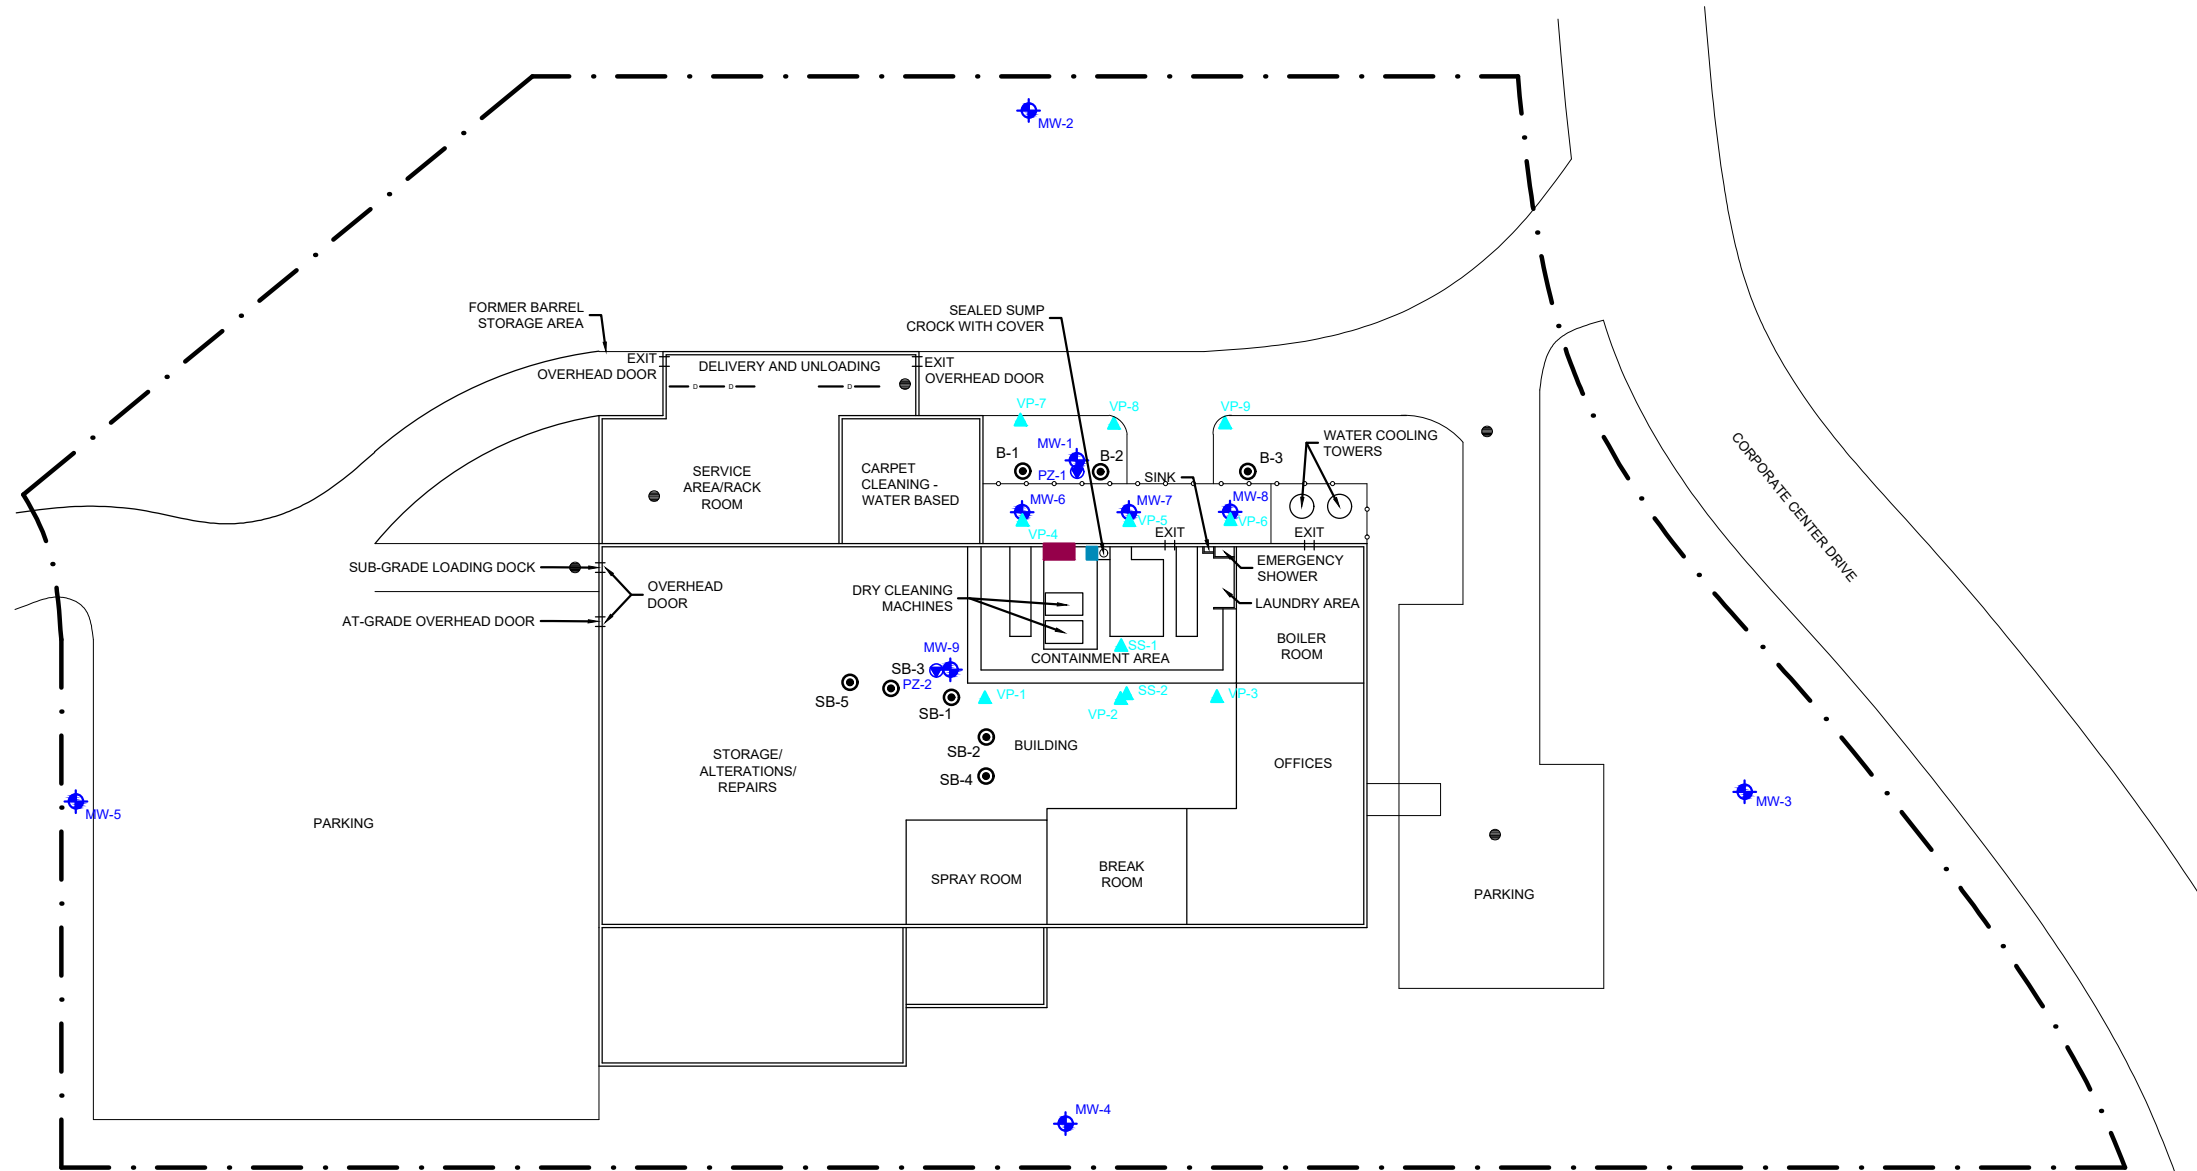 MW-2
FORMER BARREL
STORAGE AREA
SEALED SUMP
CROCK WITH COVER
EXIT
OVERHEAD DOOR
DELIVERY AND UNLOADING
EXIT
OVERHEAD DOOR
D
D
D
VP-7
VP-8
VP-9
MW-1
B-1
B-2
B-3
PZ-1
WATER COOLING
TOWERS
CORPORATE CENTER DRIVE
SERVICE
AREA/RACK
ROOM
CARPET
CLEANING -
WATER BASED
SINK
MW-6
MW-7
MW-8
VP-4
VP-5
VP-6
EXIT
EXIT
SUB-GRADE LOADING DOCK
OVERHEAD
DOOR
AT-GRADE OVERHEAD DOOR
DRY CLEANING
MACHINES
EMERGENCY
SHOWER
LAUNDRY AREA
BOILER
ROOM
SS-1
CONTAINMENT AREA
MW-9
SB-3
PZ-2
SB-5
SB-1
VP-1
SS-2
VP-2
VP-3
SB-2
BUILDING
SB-4
STORAGE/
ALTERATIONS/
REPAIRS
OFFICES
MW-5
MW-3
PARKING
SPRAY ROOM
BREAK
ROOM
PARKING
MW-4